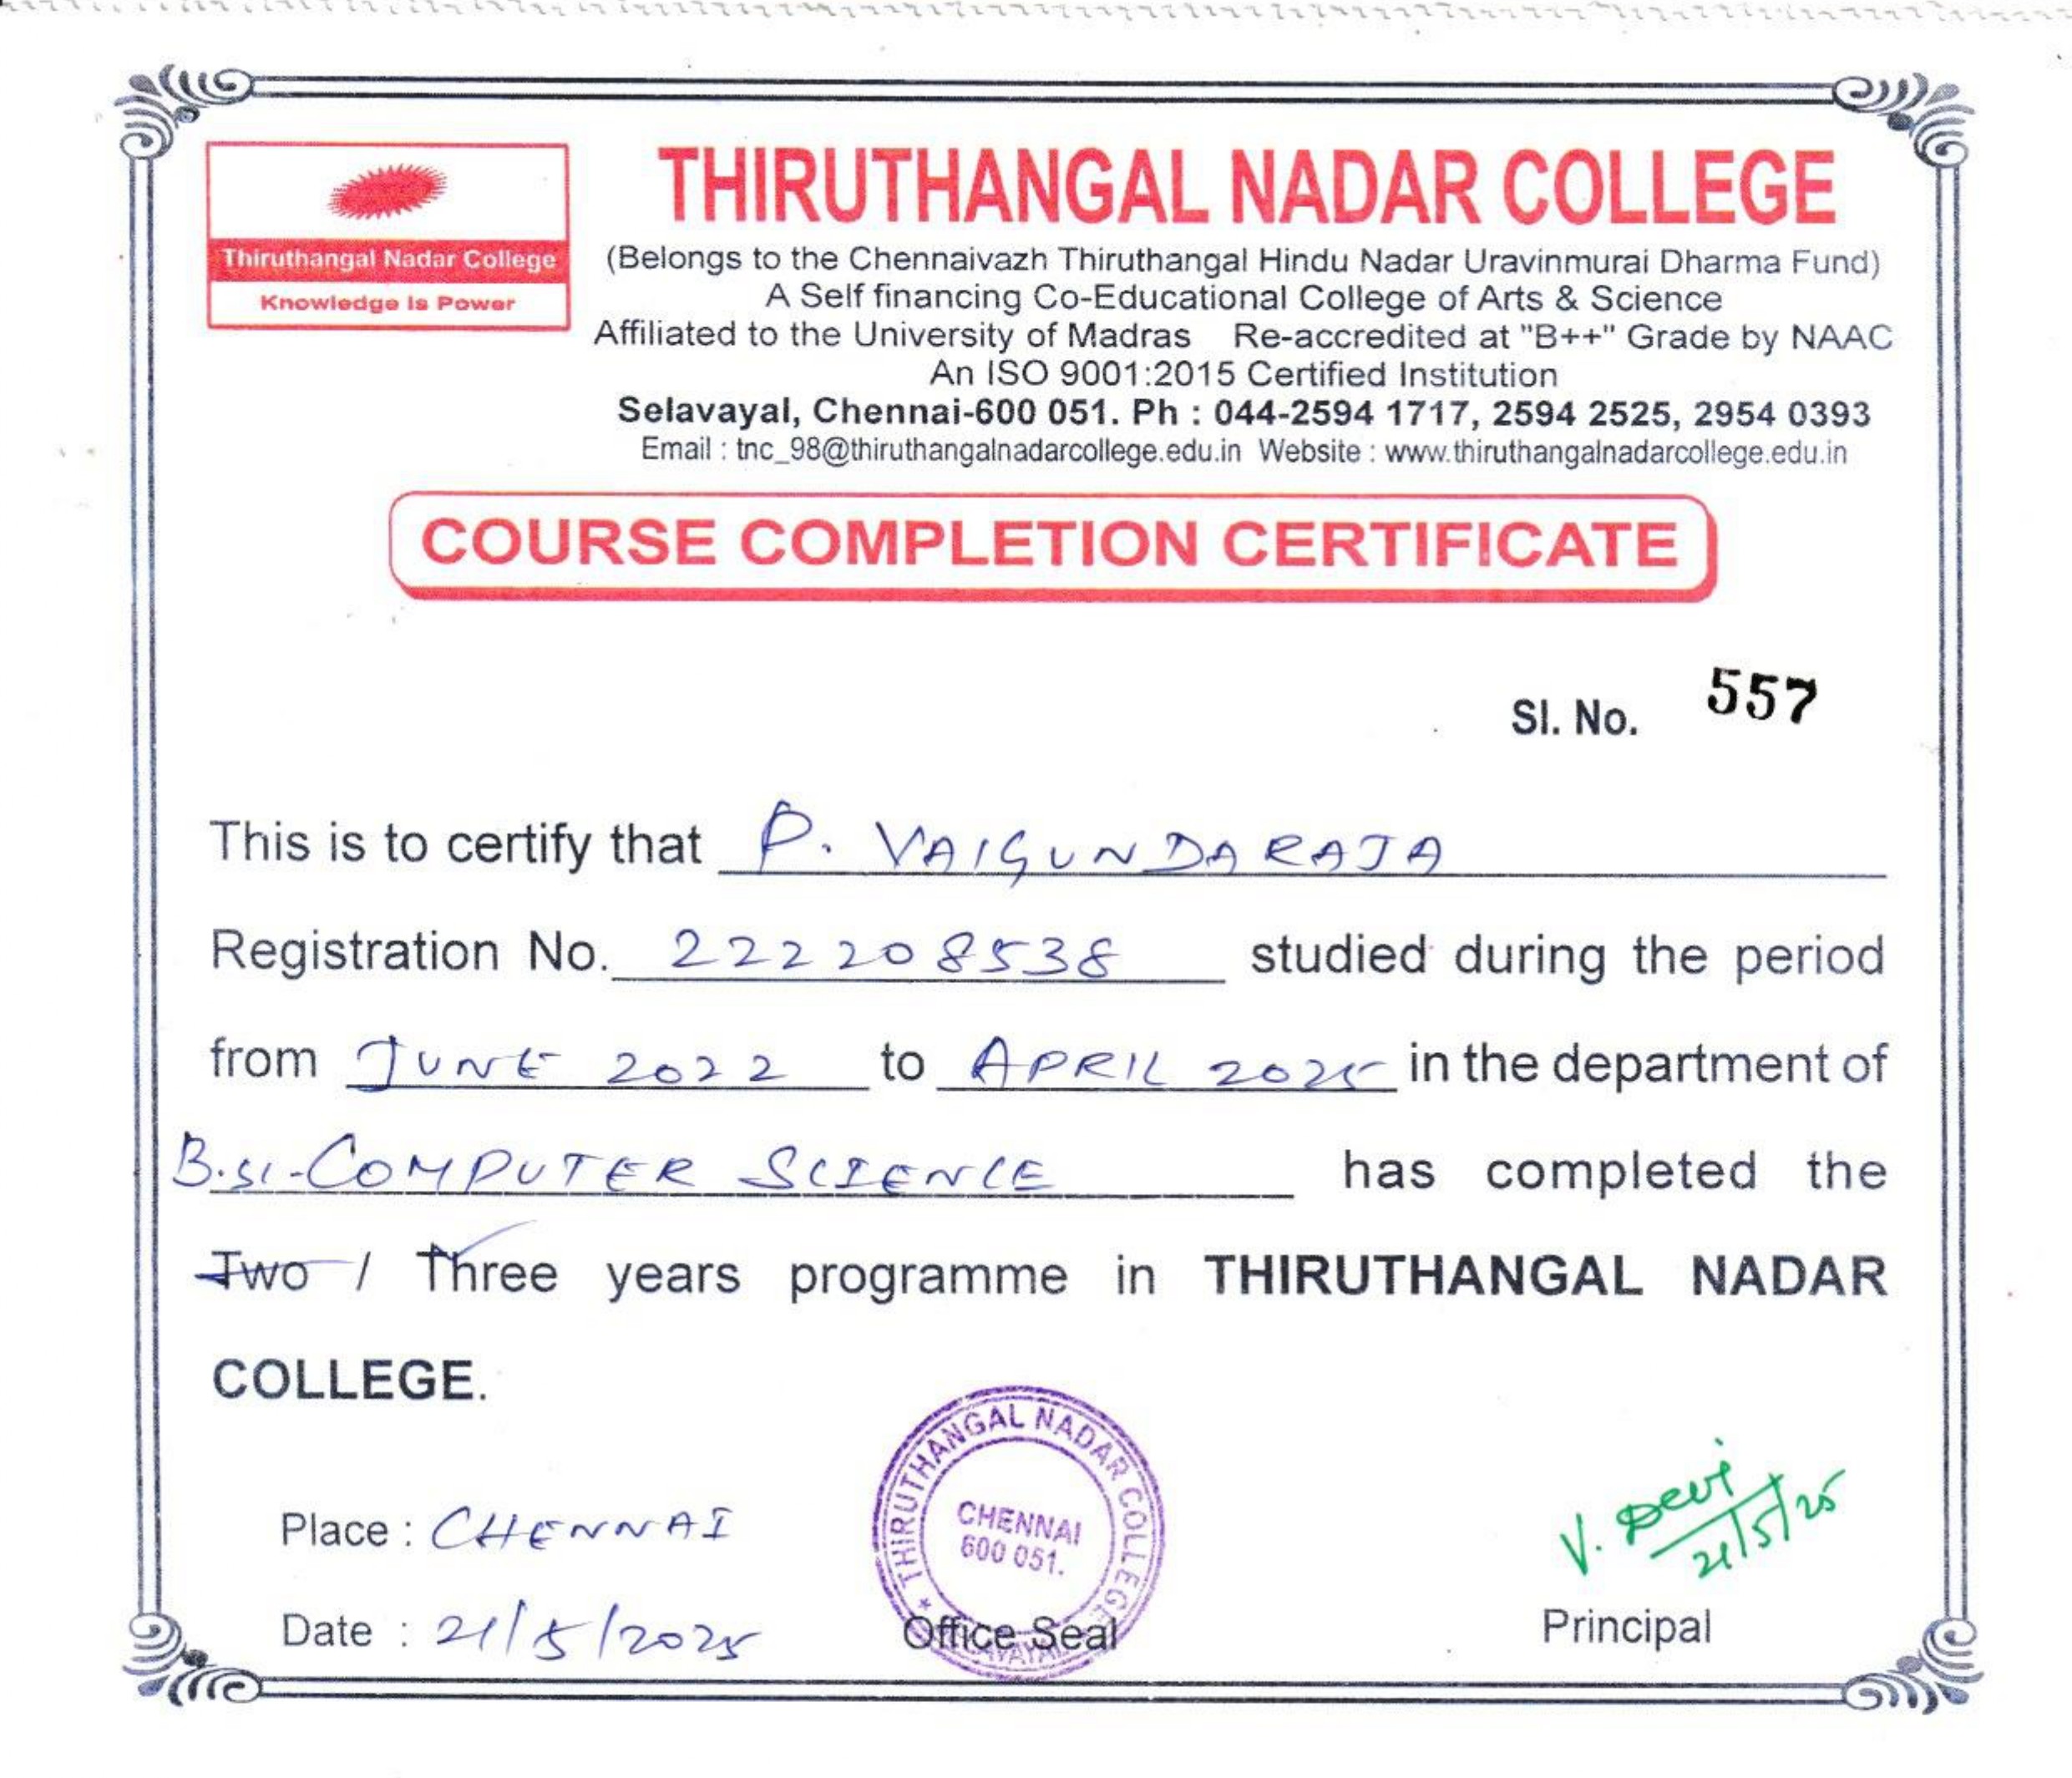 Thiruthangal Nadar College
Knowledge Is Power
THIRUTHANGAL NADAR COLLEGE
(Belongs to the Chennaivazh Thiruthangal Hindu Nadar Uravinmurai Dharma Fund)
A Self financing Co-Educational College of Arts & Science
Affiliated to the University of Madras Re-accredited at "B++" Grade by NAAC
An ISO 9001:2015 Certified Institution
Selavayal, Chennai-600 051. Ph : 044-2594 1717, 2594 2525, 2954 0393
Email : tnc_98@thiruthangalnadarcollege.edu.in Website : www.thiruthangalnadarcollege.edu.in
COURSE COMPLETION CERTIFICATE
Sl. No. 557
This is to certify that P. VAIGUNDARAJA
Registration No. 222208538 studied during the period
from JUNE 2022 to APRIL 2025 in the department of
B.Sc-COMPUTER SCIENCE has completed the
Two / Three years programme in THIRUTHANGAL NADAR
COLLEGE.
THIRUTHANGAL NADAR COLLEGE
CHENNAI
600 051.
V. Devi
21/5/25
Place : CHENNAI
Date : 21/5/2025
Office Seal
Principal